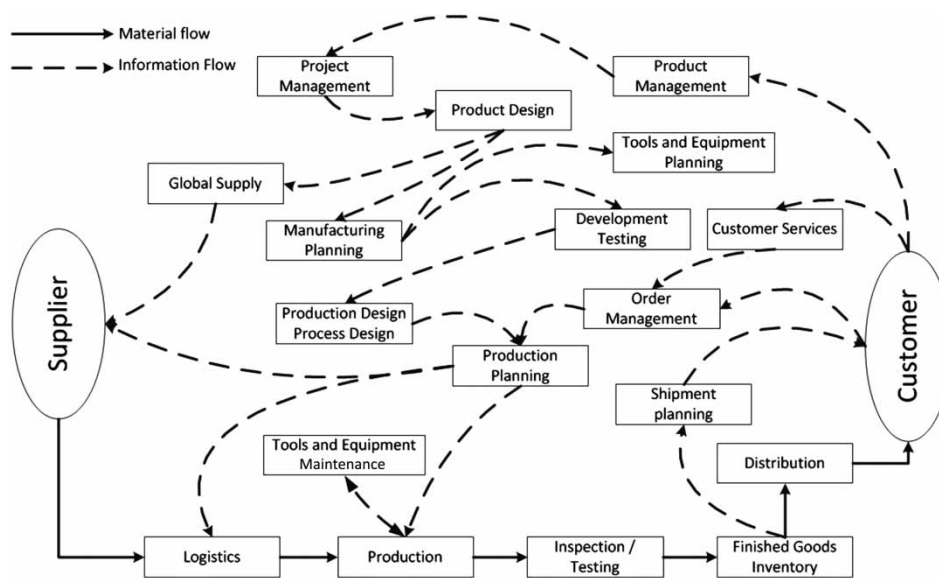 Material flow
Information Flow
Project
Management
Product
Management
Product Design
Tools and Equipment
Planning
Global Supply
Manufacturing
Planning
Development
Testing
Customer Services
Supplier
Customer
Production Design
Process Design
Order
Management
Production
Planning
Shipment
planning
Tools and Equipment
Maintenance
Distribution
Logistics
Production
Inspection /
Testing
Finished Goods
Inventory